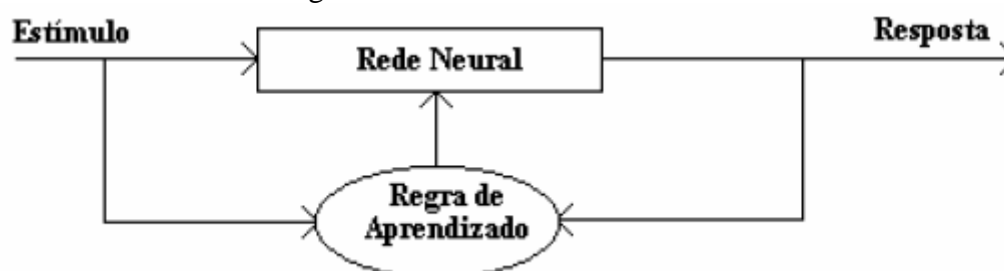 Estímulo
Resposta
Rede Neural
Regra de
Aprendizado